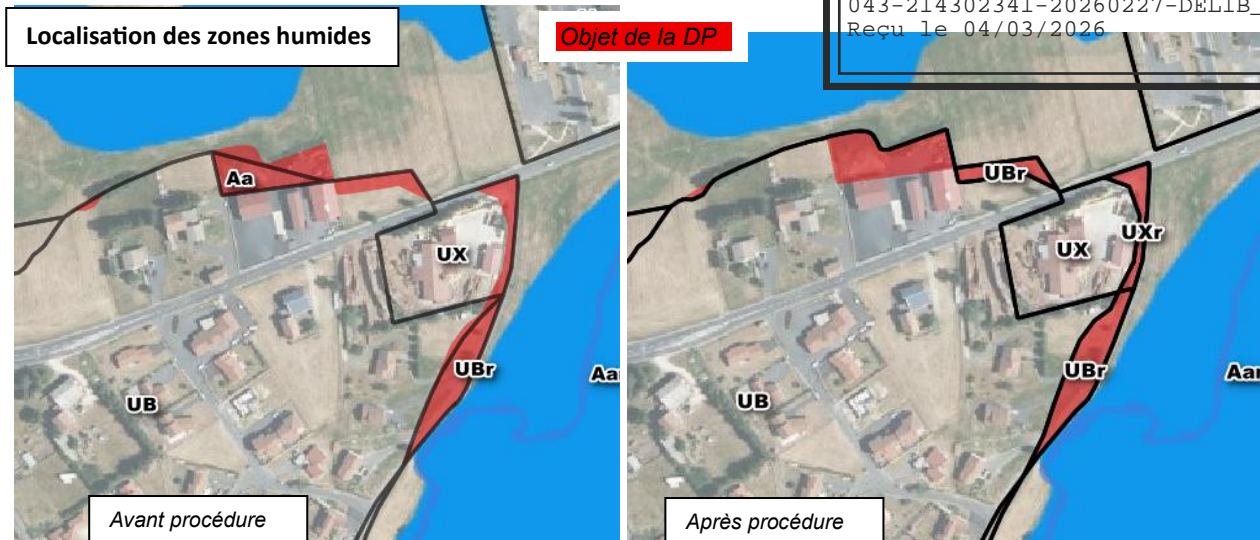 Localisation des zones humides
Objet de la DP
043-214302341-20260227-DELIB_
Reçu le 04/03/2026
Aa
UX
UBr
UB
Aa
Avant procédure
UBr
UXr
UX
UBr
UB
Aar
Après procédure